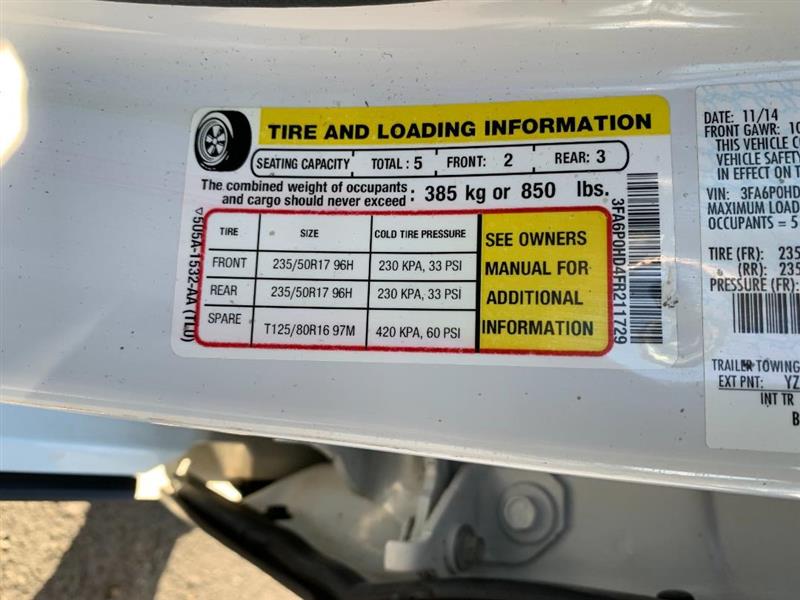 TIRE AND LOADING INFORMATION
SEATING CAPACITY TOTAL : 5 FRONT: 2 REAR: 3
The combined weight of occupants
and cargo should never exceed : 385 kg or 850 lbs.
TIRE SIZE COLD TIRE PRESSURE
FRONT 235/50R17 96H 230 KPA, 33 PSI
REAR 235/50R17 96H 230 KPA, 33 PSI
SPARE T125/80R16 97M 420 KPA, 60 PSI
SEE OWNERS
MANUAL FOR
ADDITIONAL
INFORMATION
3FA6P0HD4FR211729
505A-1532-AA (TLU)
DATE: 11/14
FRONT GAWR:
THIS VEHICLE
VEHICLE SAFETY
IN EFFECT ON
VIN: 3FA6P0HD
MAXIMUM LOAD
OCCUPANTS = 5
TIRE (FR): 235
(RR): 235
PRESSURE (FR):
TRAILER TOWING
EXT PNT: YZ
INT TR
B